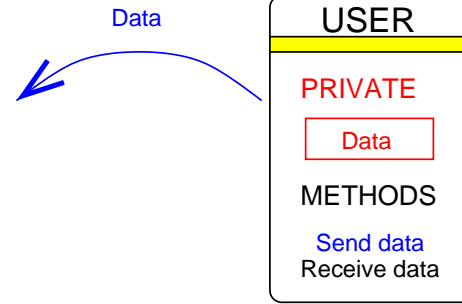 Data
USER
PRIVATE
Data
METHODS
Send data
Receive data